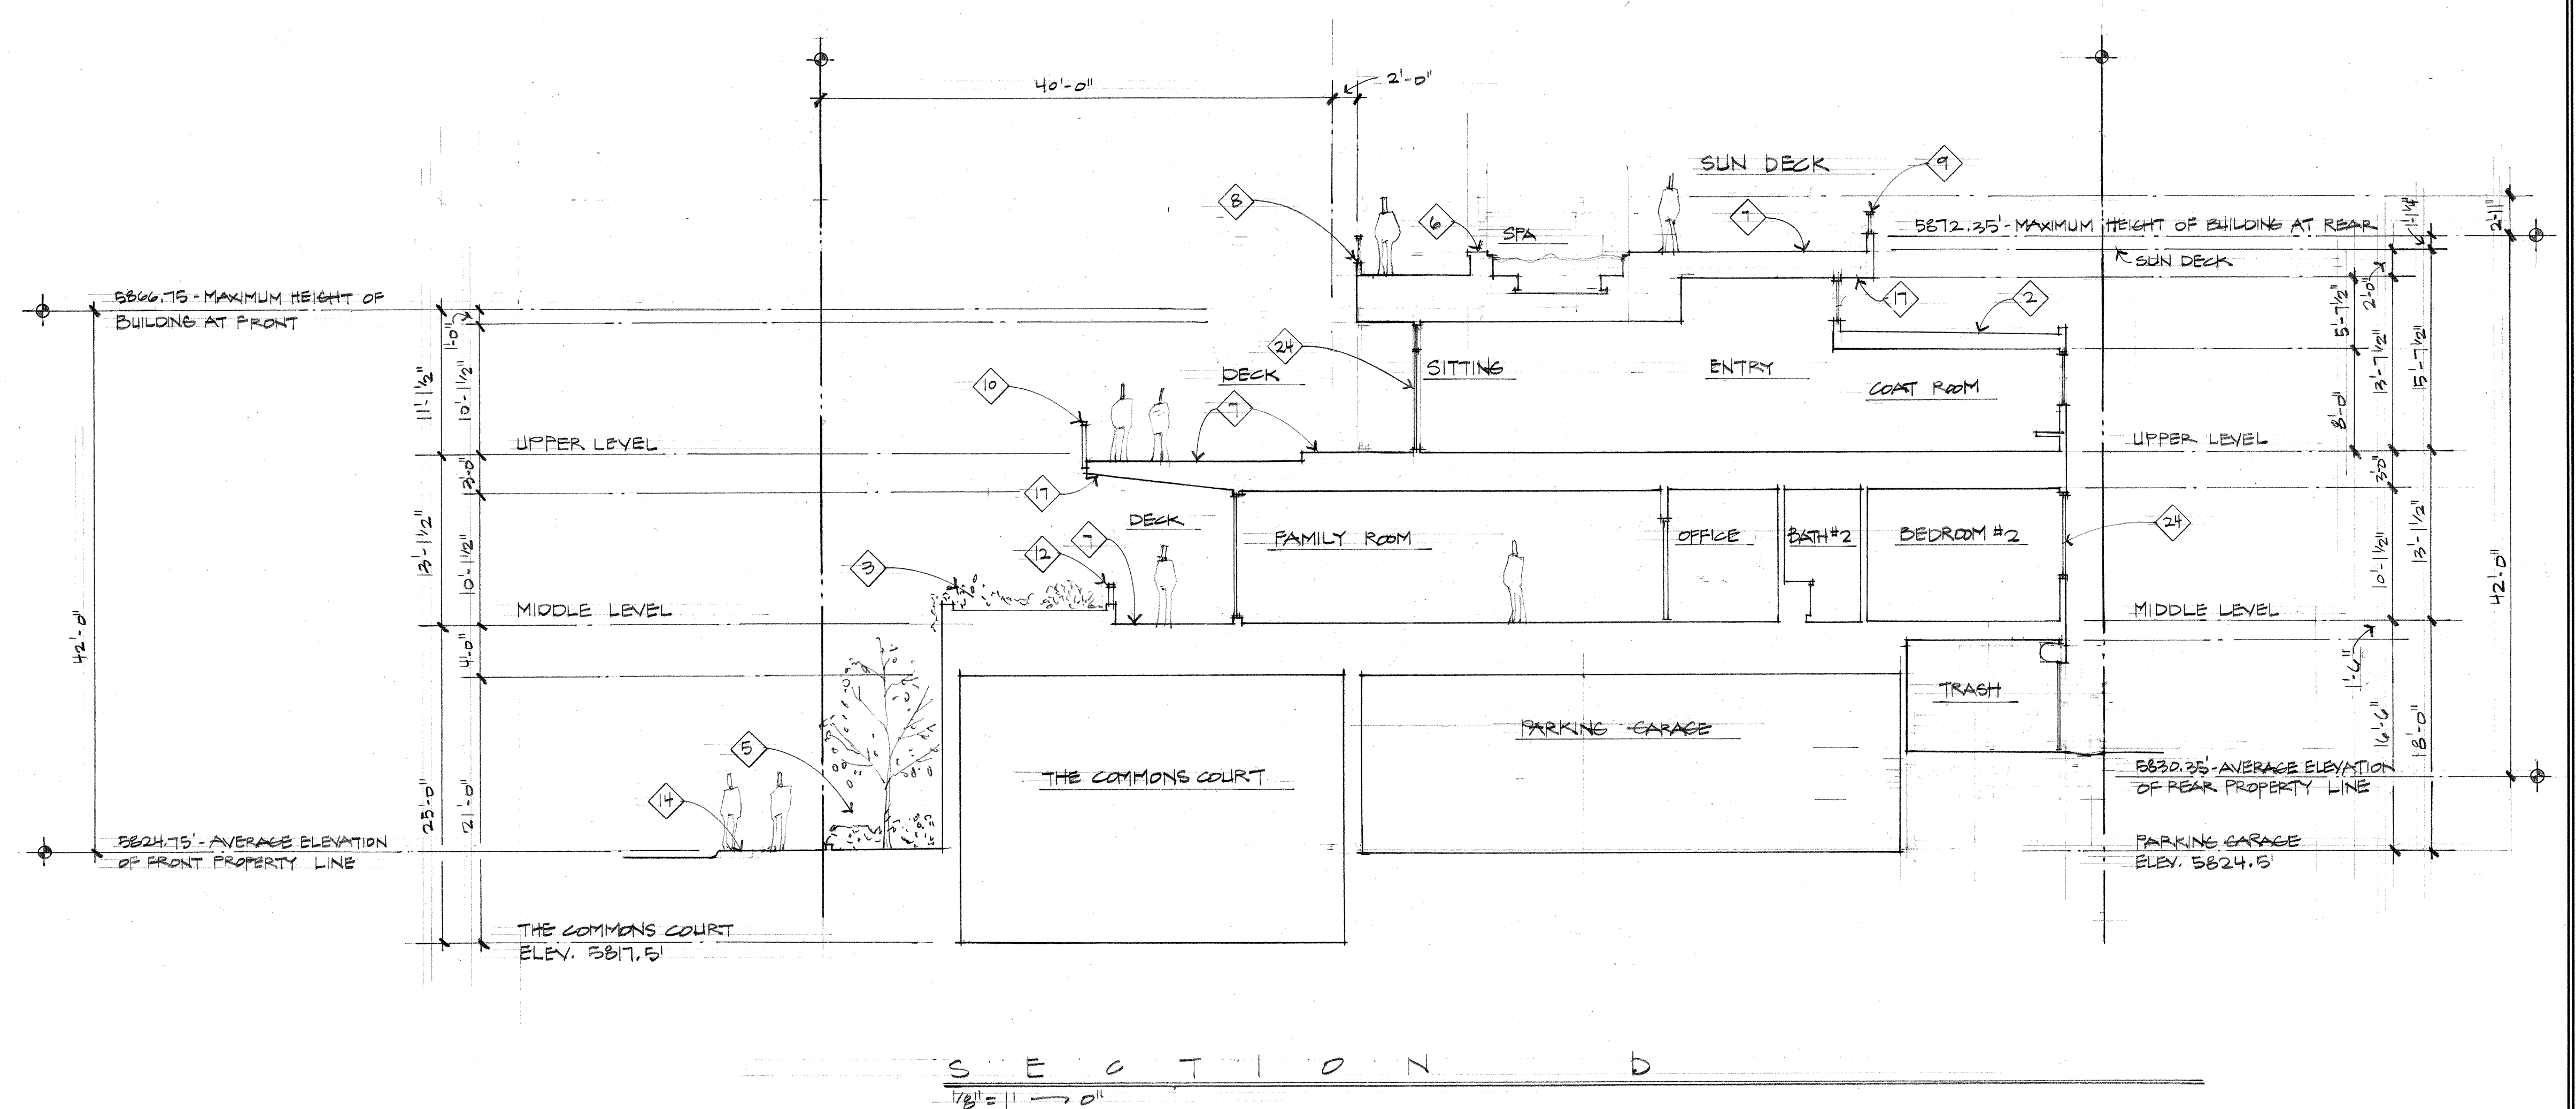 40'-0"
2'-0"
SUN DECK
9
8
6
SPA
7
5872.35'-MAXIMUM HEIGHT OF BUILDING AT REAR
1'-1 1/4"
2'-11"
SUN DECK
17
2
2'-0"
5'-7 1/2"
13'-7 1/2"
15'-7 1/2"
8'-0"
5866.75-MAXIMUM HEIGHT OF
BUILDING AT FRONT
1'-0"
11'-1 1/2"
10'-1 1/2"
24
SITTING
ENTRY
COAT ROOM
DECK
10
7
UPPER LEVEL
UPPER LEVEL
3'-0"
3'-0"
17
DECK
FAMILY ROOM
OFFICE
BATH #2
BEDROOM #2
24
12
7
3
13'-1 1/2"
10'-1 1/2"
10'-1 1/2"
13'-1 1/2"
42'-0"
MIDDLE LEVEL
MIDDLE LEVEL
42'-0"
4'-0"
1'-6"
TRASH
PARKING GARAGE
THE COMMONS COURT
5
14
25'-0"
21'-0"
16'-6"
18'-0"
5830.35'-AVERAGE ELEVATION
OF REAR PROPERTY LINE
5824.75'-AVERAGE ELEVATION
OF FRONT PROPERTY LINE
PARKING GARAGE
ELEV. 5824.5'
THE COMMONS COURT
ELEV. 5817.5'
SECTION D
1/8"=1'-0"